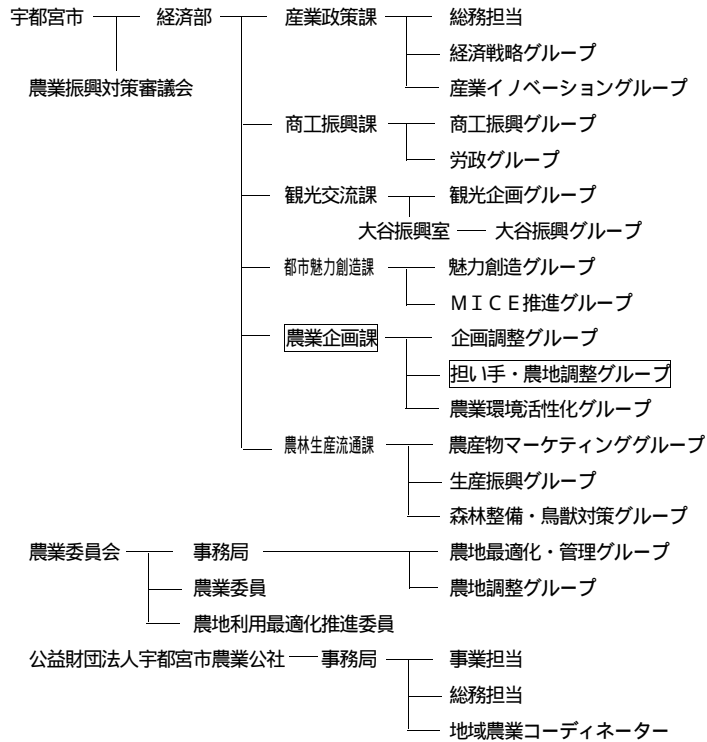 宇都宮市 経済部 産業政策課 総務担当
経済戦略グループ
農業振興対策審議会 産業イノベーショングループ
商工振興課 商工振興グループ
労政グループ
観光交流課 観光企画グループ
大谷振興室 大谷振興グループ
都市魅力創造課 魅力創造グループ
ＭＩＣＥ推進グループ
農業企画課 企画調整グループ
担い手・農地調整グループ
農業環境活性化グループ
農林生産流通課 農産物マーケティンググループ
生産振興グループ
森林整備・鳥獣対策グループ
農業委員会 事務局 農地最適化・管理グループ
農業委員 農地調整グループ
農地利用最適化推進委員
公益財団法人宇都宮市農業公社 事務局 事業担当
総務担当
地域農業コーディネーター